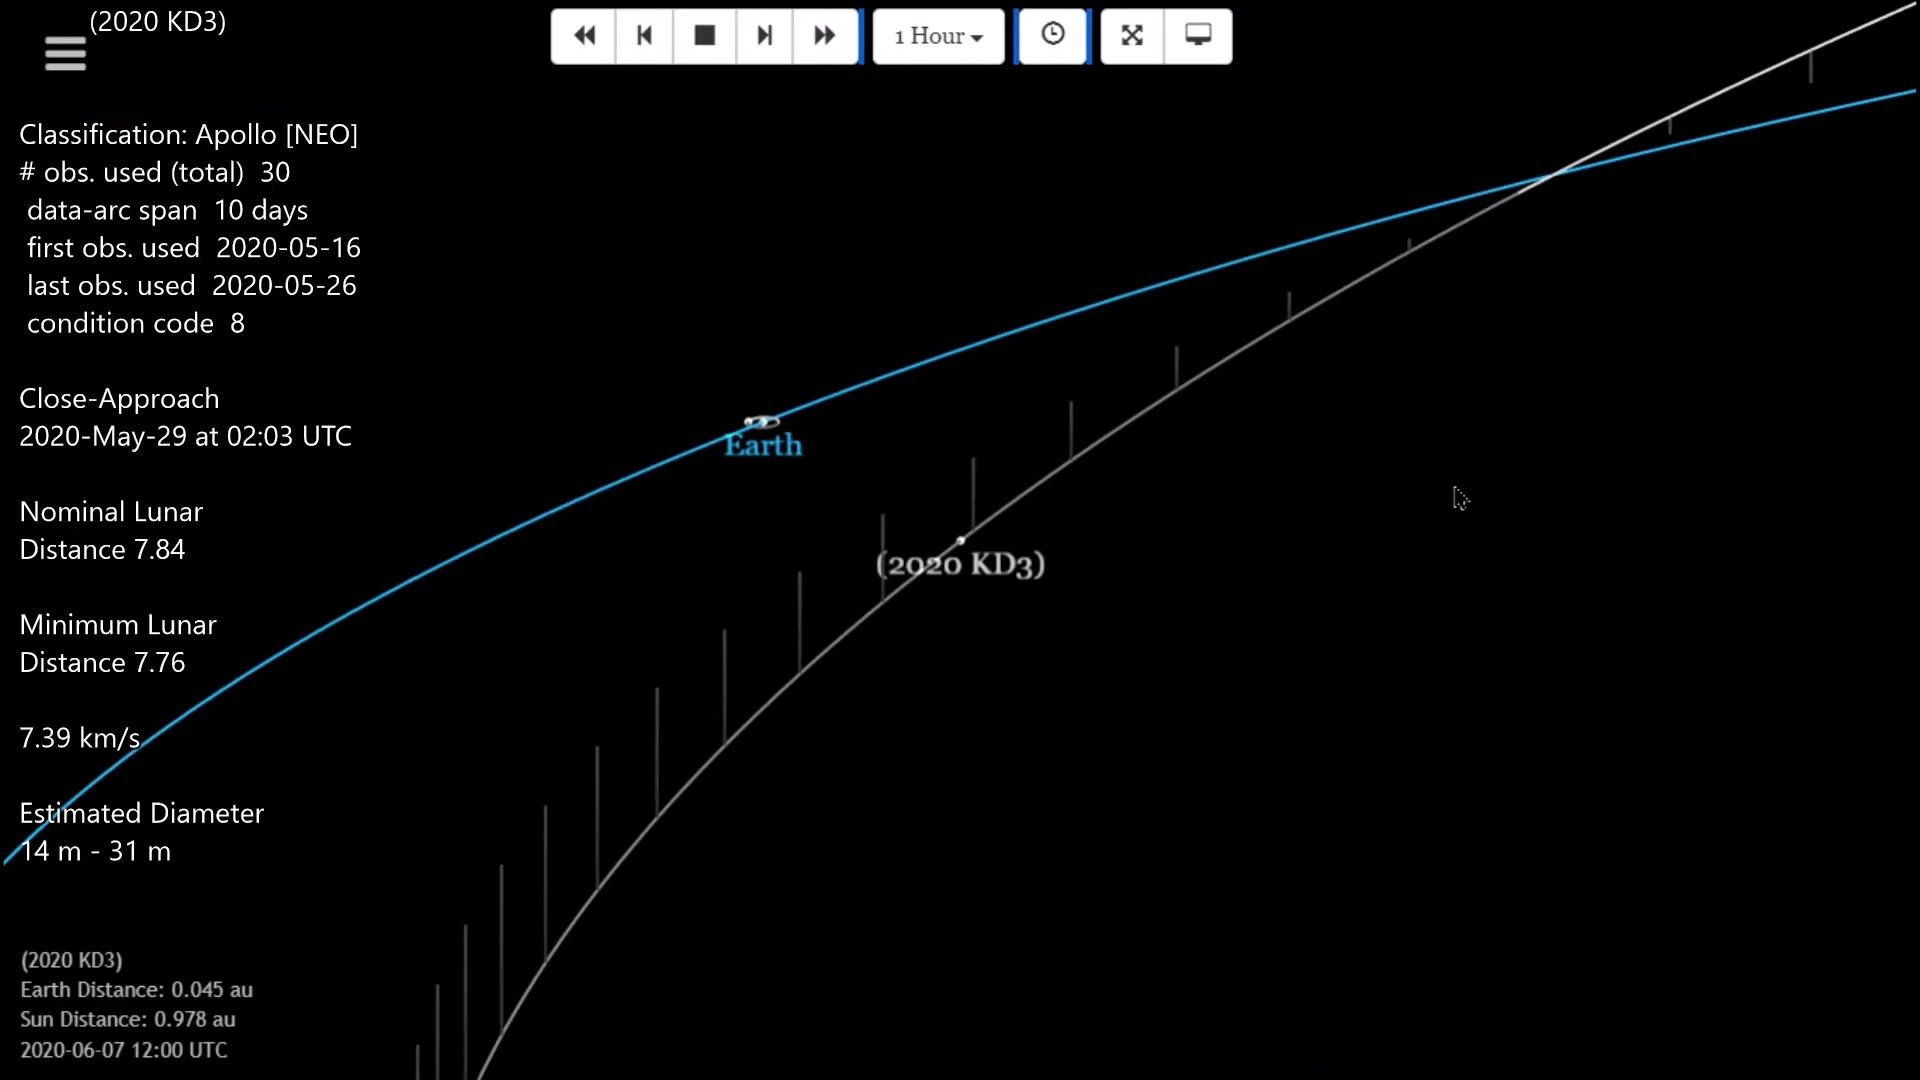 (2020 KD3)
1 Hour
Classification: Apollo [NEO]
# obs. used (total) 30
data-arc span 10 days
first obs. used 2020-05-16
last obs. used 2020-05-26
condition code 8
Close-Approach
2020-May-29 at 02:03 UTC
Nominal Lunar
Distance 7.84
Minimum Lunar
Distance 7.76
7.39 km/s
Estimated Diameter
14 m - 31 m
Earth
(2020 KD3)
(2020 KD3)
Earth Distance: 0.045 au
Sun Distance: 0.978 au
2020-06-07 12:00 UTC